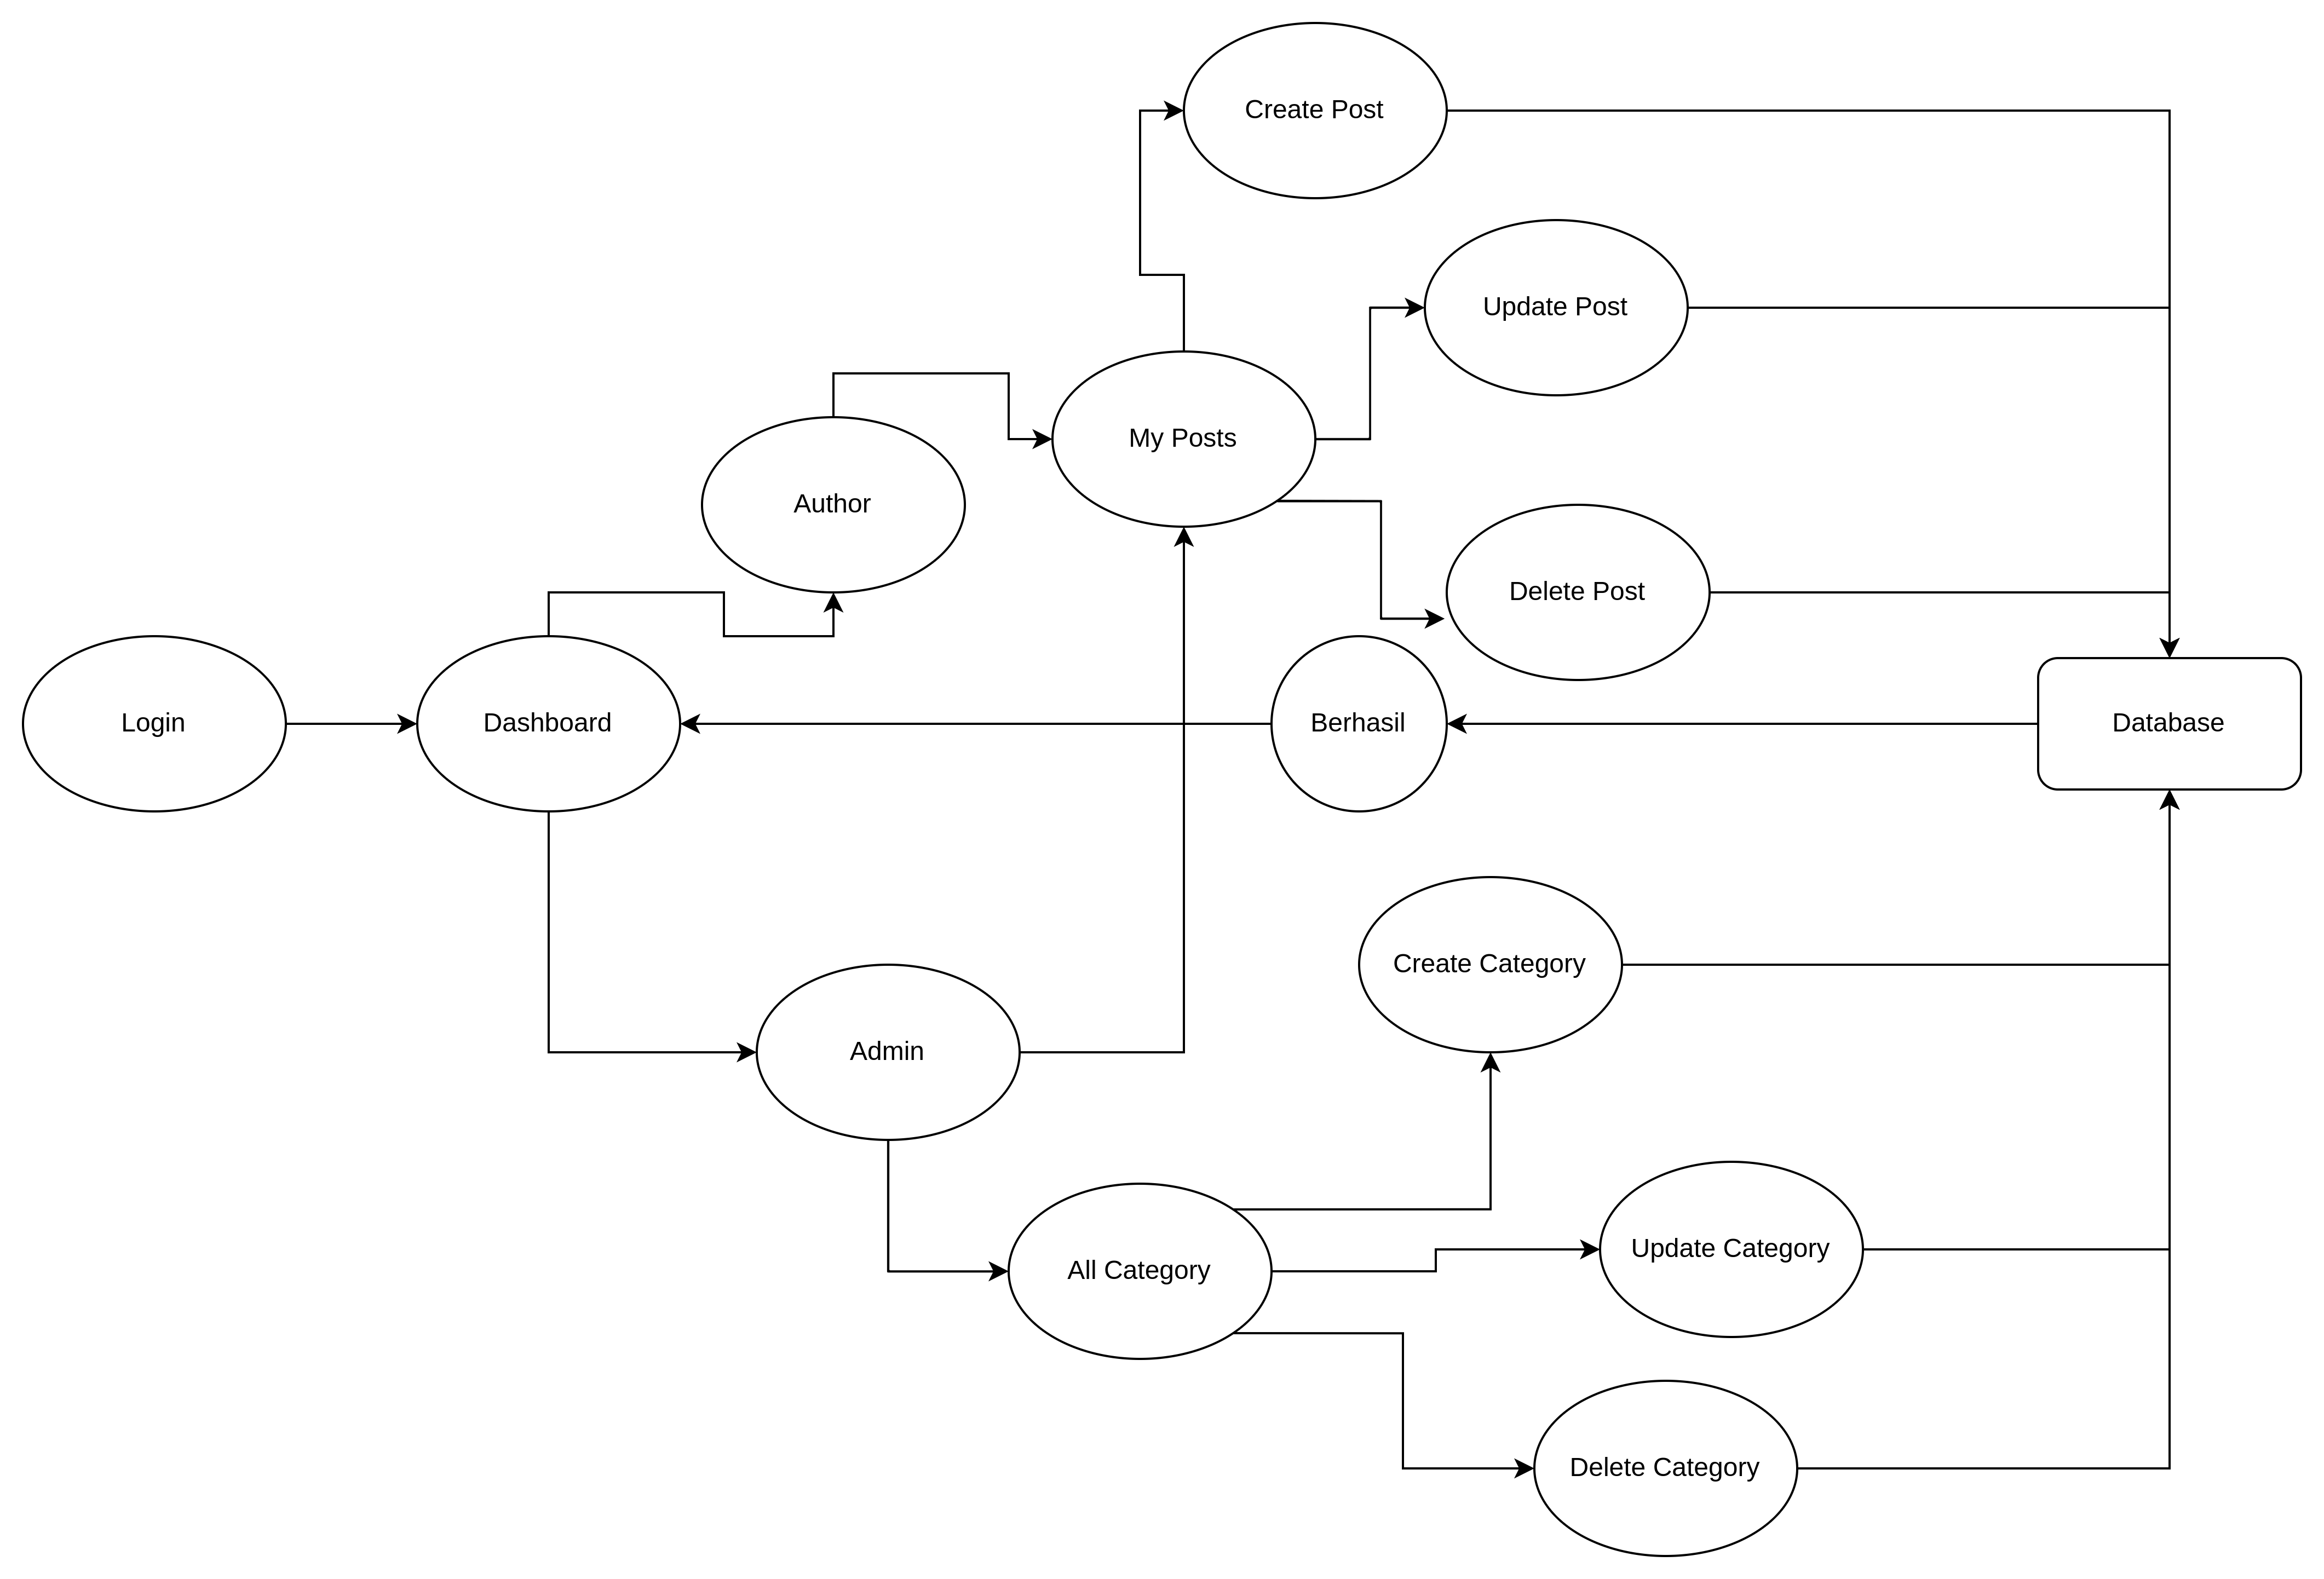 Create Post
Update Post
My Posts
Author
Delete Post
Login
Dashboard
Berhasil
Database
Create Category
Admin
Update Category
All Category
Delete Category